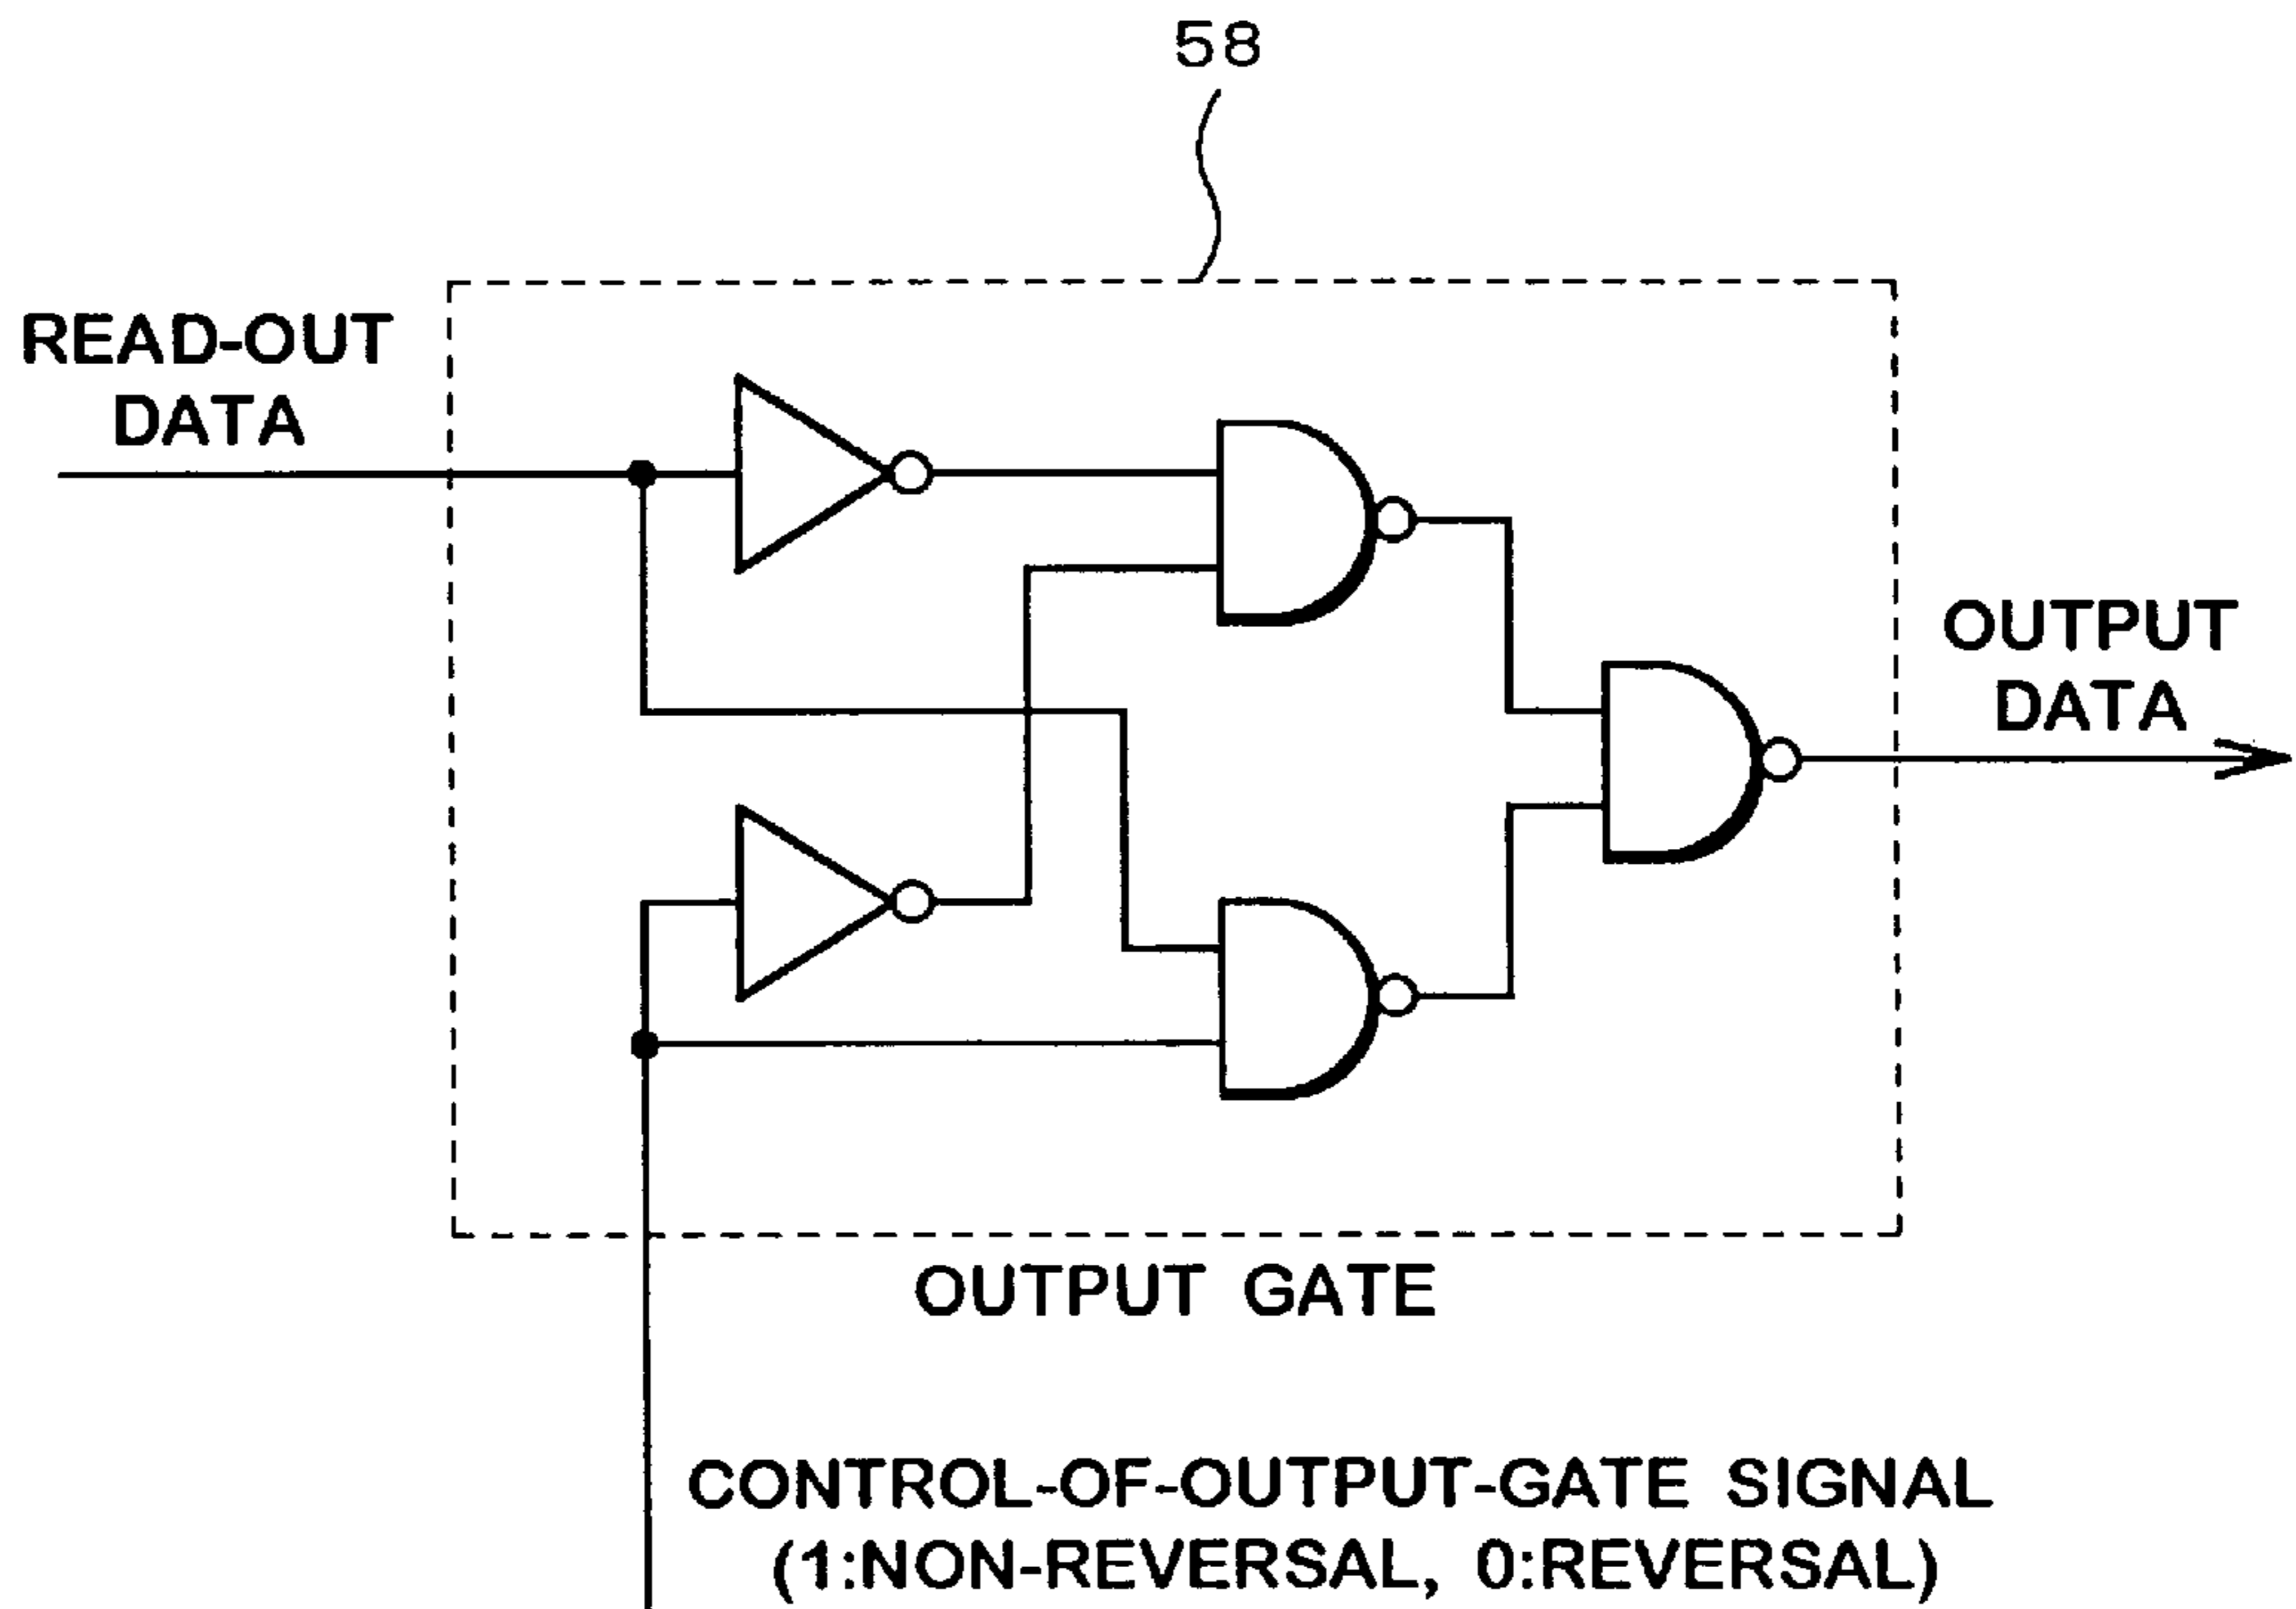 58
READ-OUT
DATA
OUTPUT
DATA
OUTPUT GATE
CONTROL-OF-OUTPUT-GATE SIGNAL
(1:NON-REVERSAL, 0:REVERSAL)